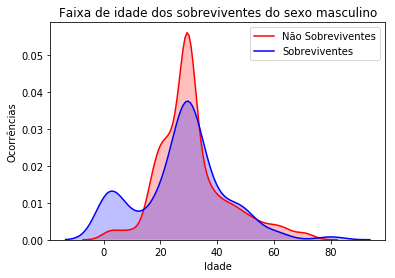 Faixa de idade dos sobreviventes do sexo masculino
Não Sobreviventes
Sobreviventes
0.05
0.04
0.03
0.02
0.01
0.00
Ocorrências
0 20 40 60 80
Idade